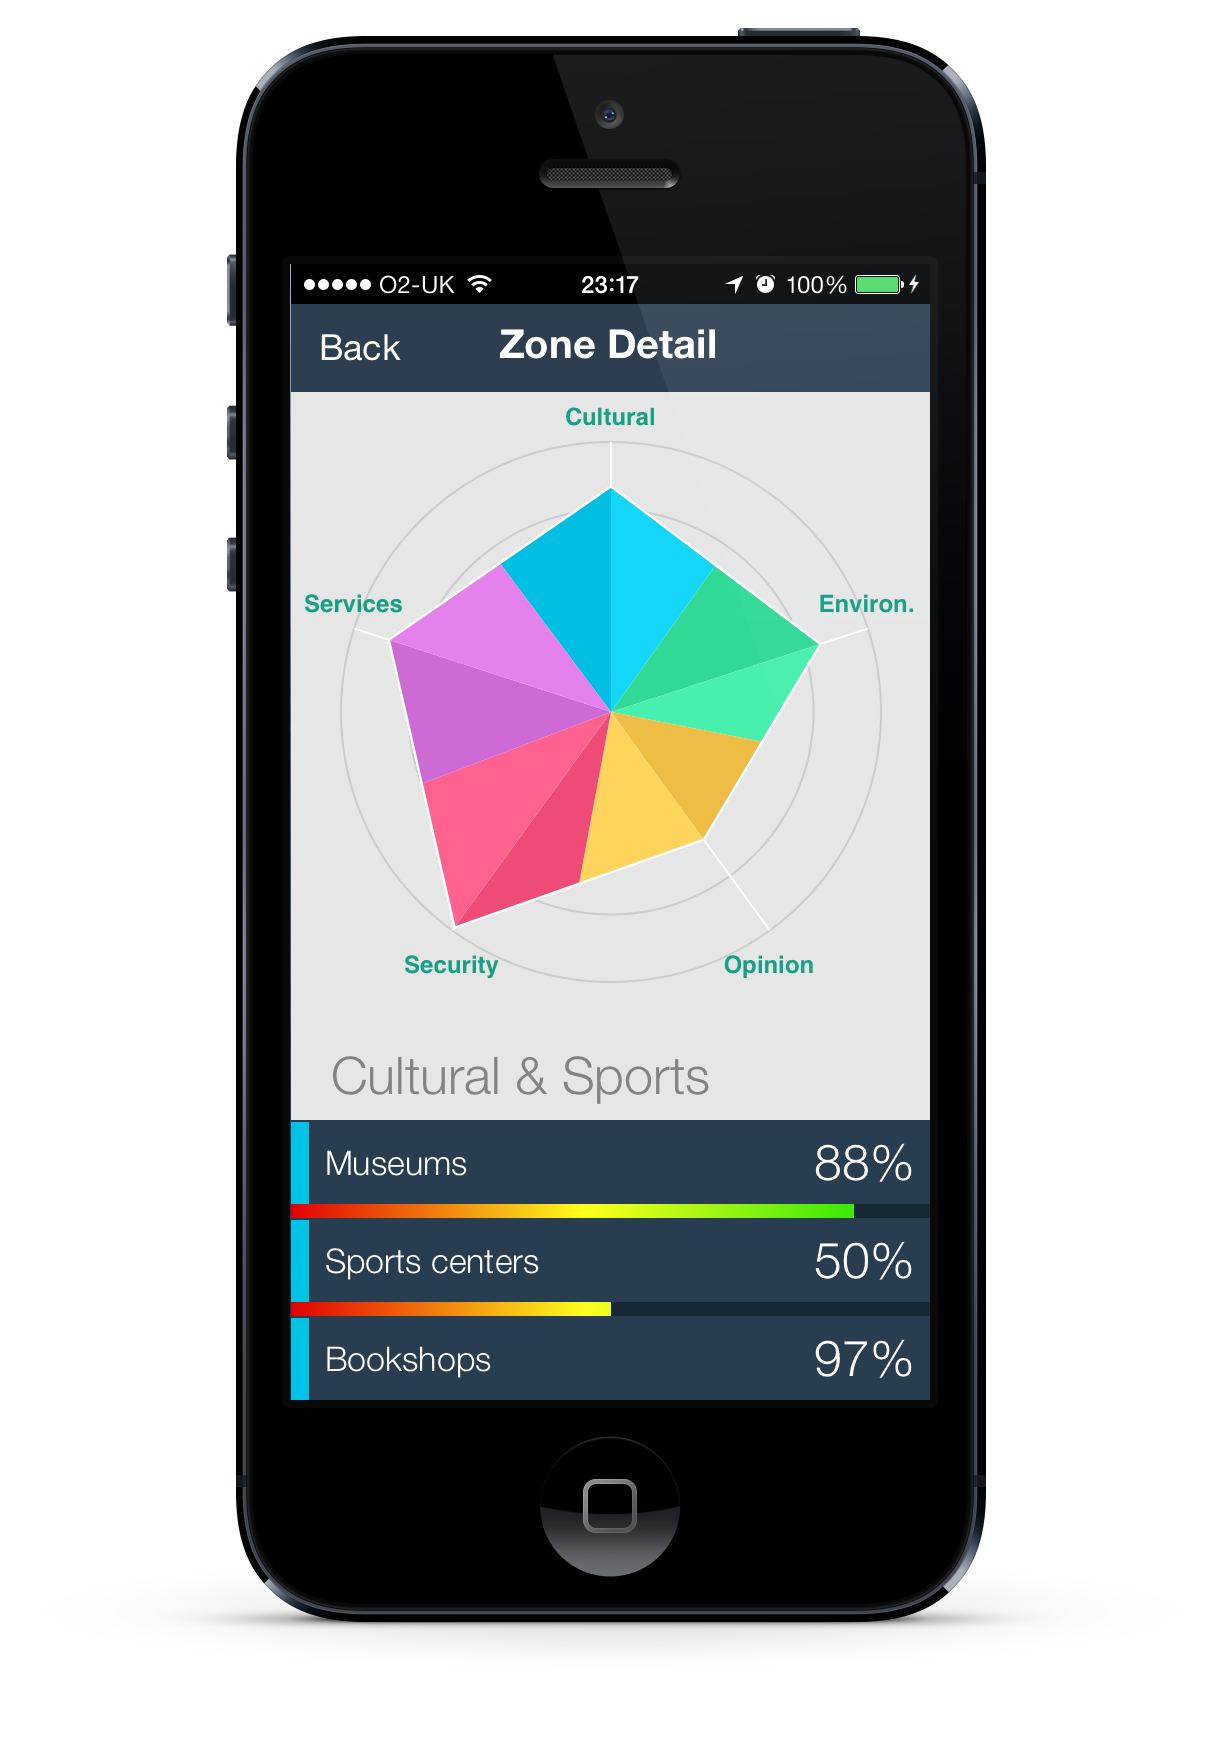 O2-UK 23:17 100%
Back Zone Detail
Cultural
Services Environ.
Security Opinion
Cultural & Sports
Museums 88%
Sports centers 50%
Bookshops 97%